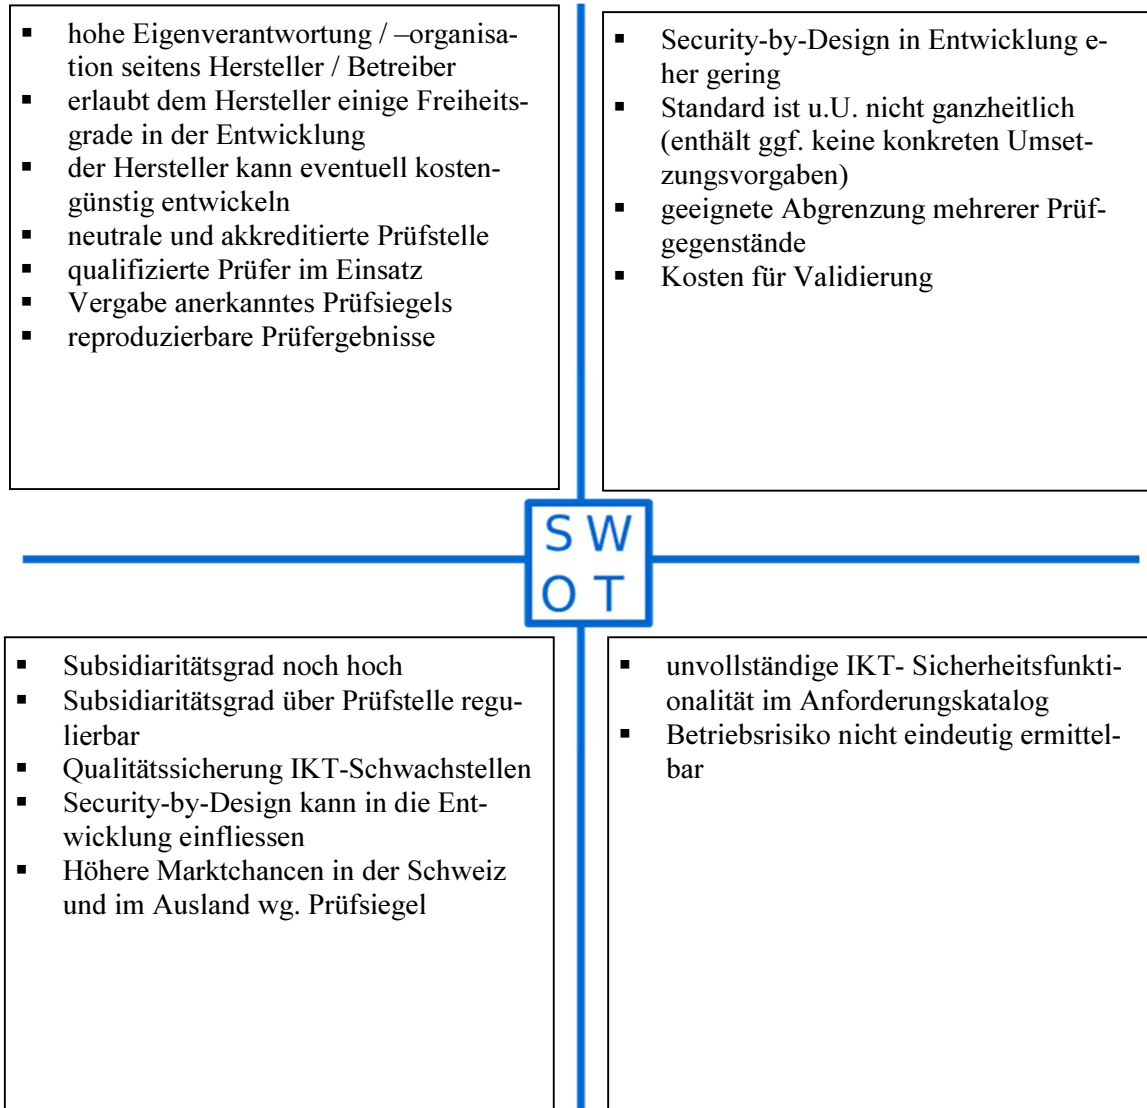 ▪ hohe Eigenverantwortung / –organisa-
tion seitens Hersteller / Betreiber
▪ erlaubt dem Hersteller einige Freiheits-
grade in der Entwicklung
▪ der Hersteller kann eventuell kosten-
günstig entwickeln
▪ neutrale und akkreditierte Prüfstelle
▪ qualifizierte Prüfer im Einsatz
▪ Vergabe anerkanntes Prüfsiegels
▪ reproduzierbare Prüfergebnisse
▪ Security-by-Design in Entwicklung e-
her gering
▪ Standard ist u.U. nicht ganzheitlich
(enthält ggf. keine konkreten Umset-
zungsvorgaben)
▪ geeignete Abgrenzung mehrerer Prüf-
gegenstände
▪ Kosten für Validierung
S W
O T
▪ Subsidiaritätsgrad noch hoch
▪ Subsidiaritätsgrad über Prüfstelle regu-
lierbar
▪ Qualitätssicherung IKT-Schwachstellen
▪ Security-by-Design kann in die Ent-
wicklung einfliessen
▪ Höhere Marktchancen in der Schweiz
und im Ausland wg. Prüfsiegel
▪ unvollständige IKT- Sicherheitsfunkti-
onalität im Anforderungskatalog
▪ Betriebsrisiko nicht eindeutig ermittel-
bar